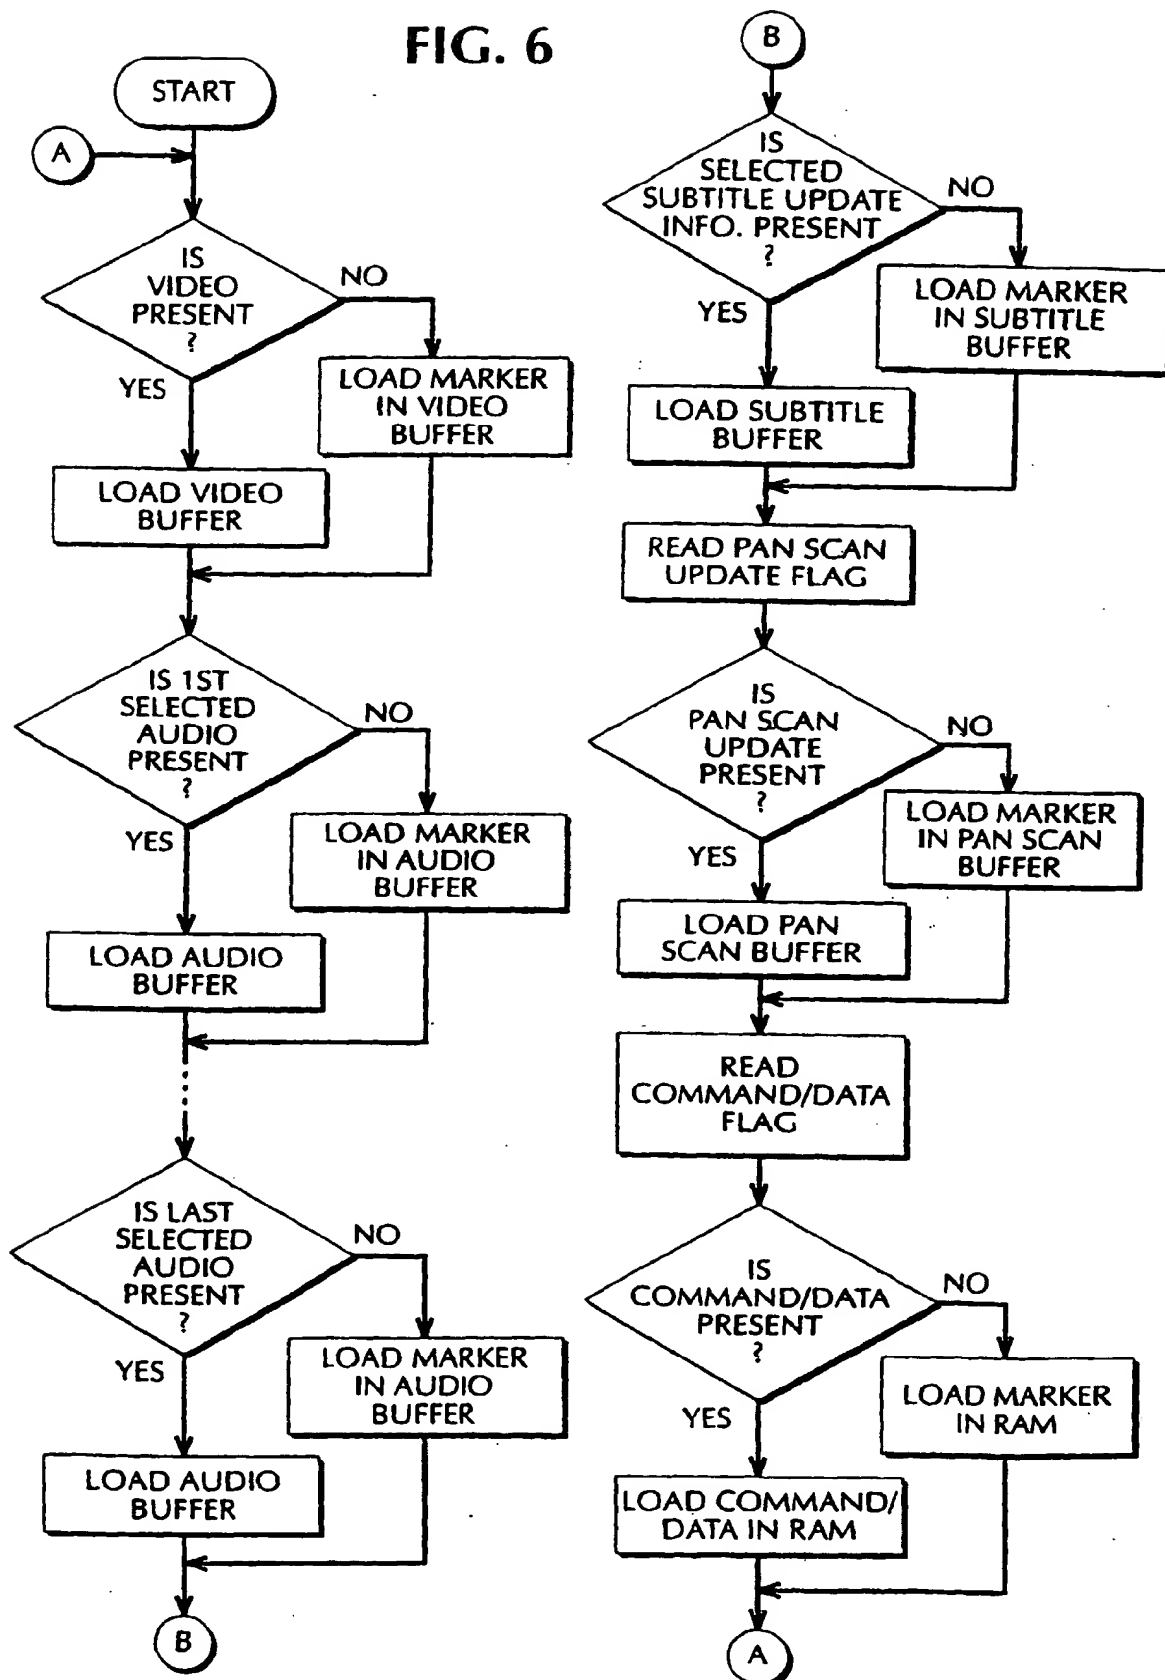 FIG. 6
START
A
IS
VIDEO
PRESENT
?
NO
YES
LOAD MARKER
IN VIDEO
BUFFER
LOAD VIDEO
BUFFER
IS 1ST
SELECTED
AUDIO
PRESENT
?
NO
YES
LOAD MARKER
IN AUDIO
BUFFER
LOAD AUDIO
BUFFER
IS LAST
SELECTED
AUDIO
PRESENT
?
NO
YES
LOAD MARKER
IN AUDIO
BUFFER
LOAD AUDIO
BUFFER
B
B
IS
SELECTED
SUBTITLE UPDATE
INFO. PRESENT
?
NO
YES
LOAD MARKER
IN SUBTITLE
BUFFER
LOAD SUBTITLE
BUFFER
READ PAN SCAN
UPDATE FLAG
IS
PAN SCAN
UPDATE
PRESENT
?
NO
YES
LOAD MARKER
IN PAN SCAN
BUFFER
LOAD PAN
SCAN BUFFER
READ
COMMAND/DATA
FLAG
IS
COMMAND/DATA
PRESENT
?
NO
YES
LOAD MARKER
IN RAM
LOAD COMMAND/
DATA IN RAM
A